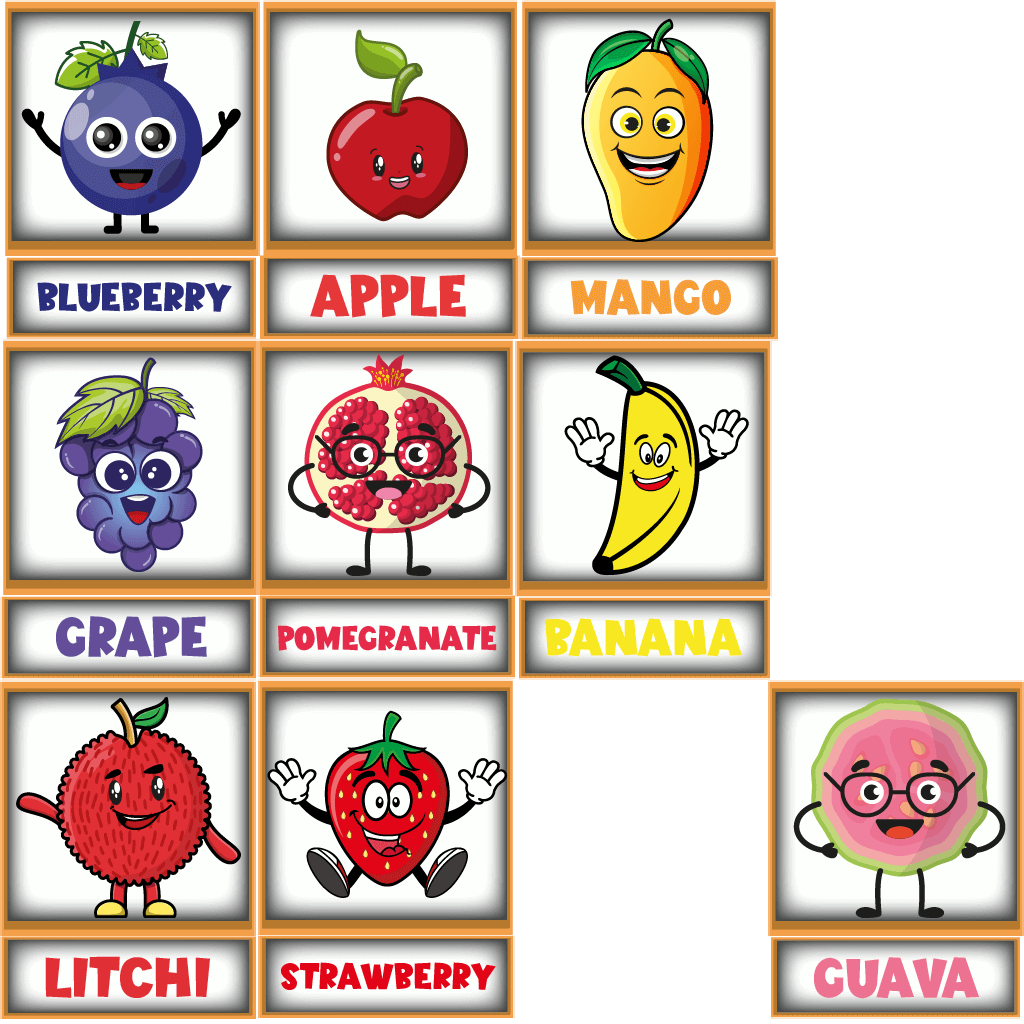 BLUEBERRY
APPLE
MANGO
GRAPE
POMEGRANATE
BANANA
LITCHI
STRAWBERRY
GUAVA